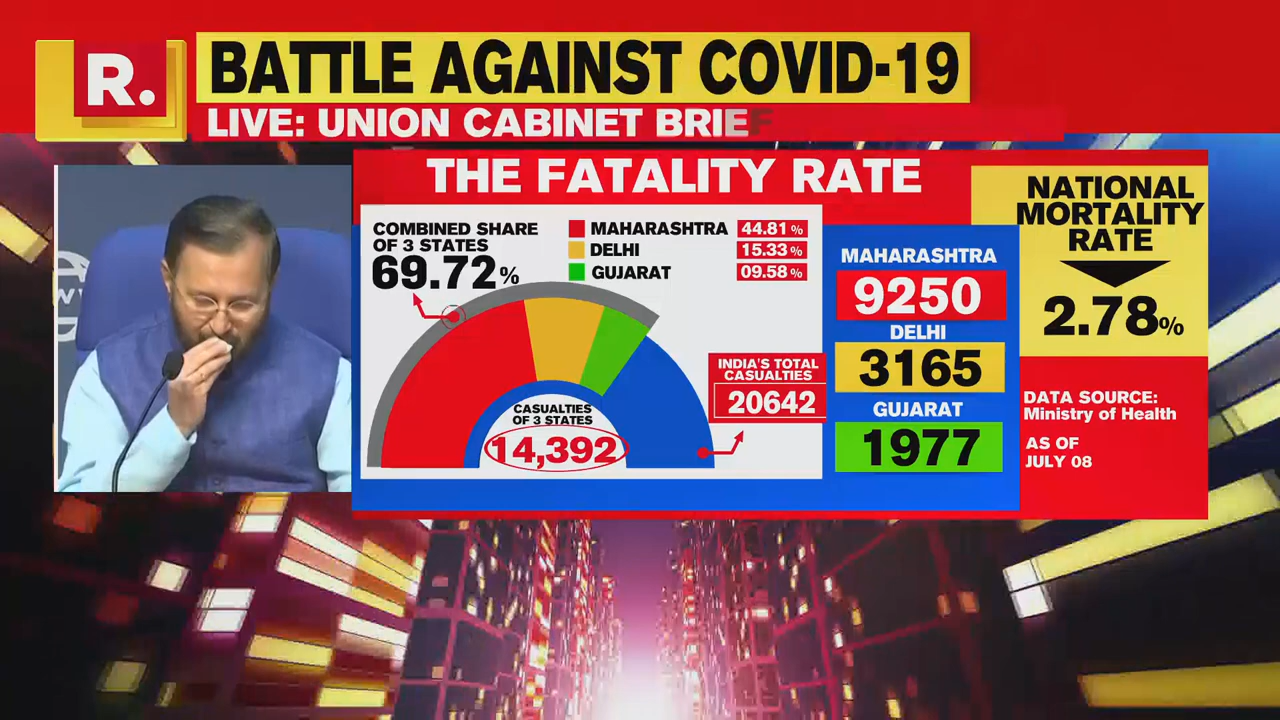 R.
BATTLE AGAINST COVID-19
LIVE: UNION CABINET BRIEF
THE FATALITY RATE
COMBINED SHARE
OF 3 STATES
69.72%
MAHARASHTRA 44.81%
DELHI 15.33%
GUJARAT 09.58%
CASUALTIES
OF 3 STATES
14,392
INDIA'S TOTAL
CASUALTIES
20642
MAHARASHTRA
9250
DELHI
3165
GUJARAT
1977
NATIONAL
MORTALITY
RATE
2.78%
DATA SOURCE:
Ministry of Health
AS OF
JULY 08